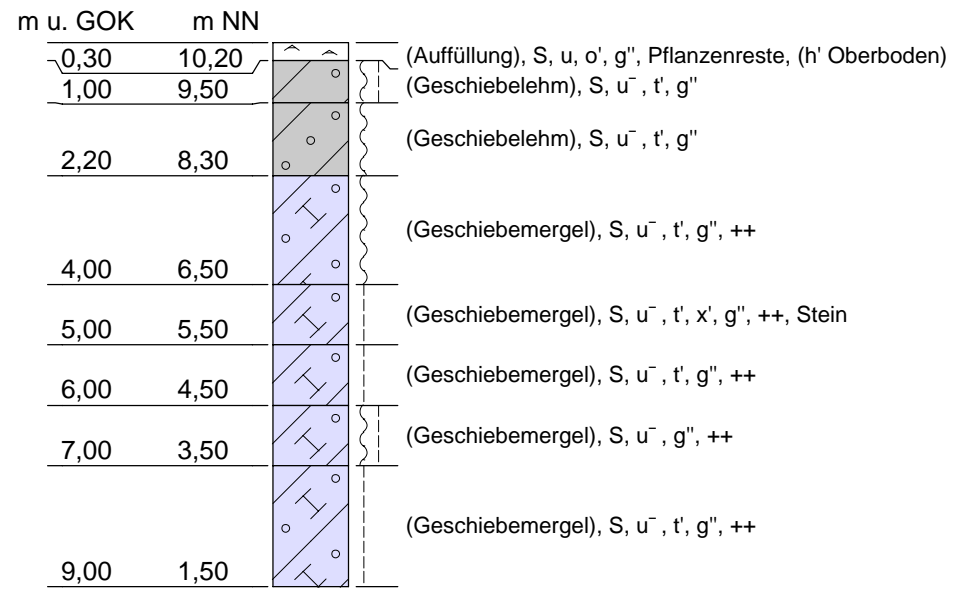 m u. GOK m NN
0,30 10,20 (Auffüllung), S, u, o', g'', Pflanzenreste, (h' Oberboden)
1,00 9,50 (Geschiebelehm), S, u¯, t', g''
(Geschiebelehm), S, u¯, t', g''
2,20 8,30
(Geschiebemergel), S, u¯, t', g'', ++
4,00 6,50
(Geschiebemergel), S, u¯, t', x', g'', ++, Stein
5,00 5,50
(Geschiebemergel), S, u¯, t', g'', ++
6,00 4,50
(Geschiebemergel), S, u¯, g'', ++
7,00 3,50
(Geschiebemergel), S, u¯, t', g'', ++
9,00 1,50